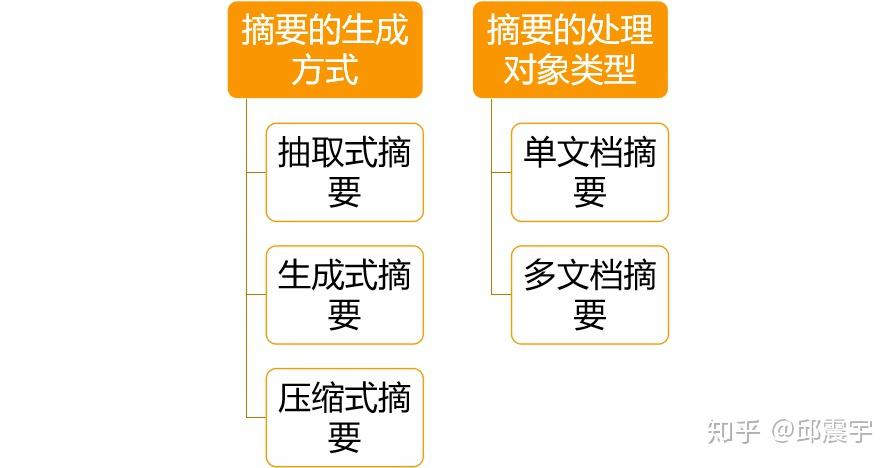 摘要的生成
方式
抽取式摘
要
生成式摘
要
压缩式摘
要
摘要的处理
对象类型
单文档摘
要
多文档摘
要
知乎 @邱震宇